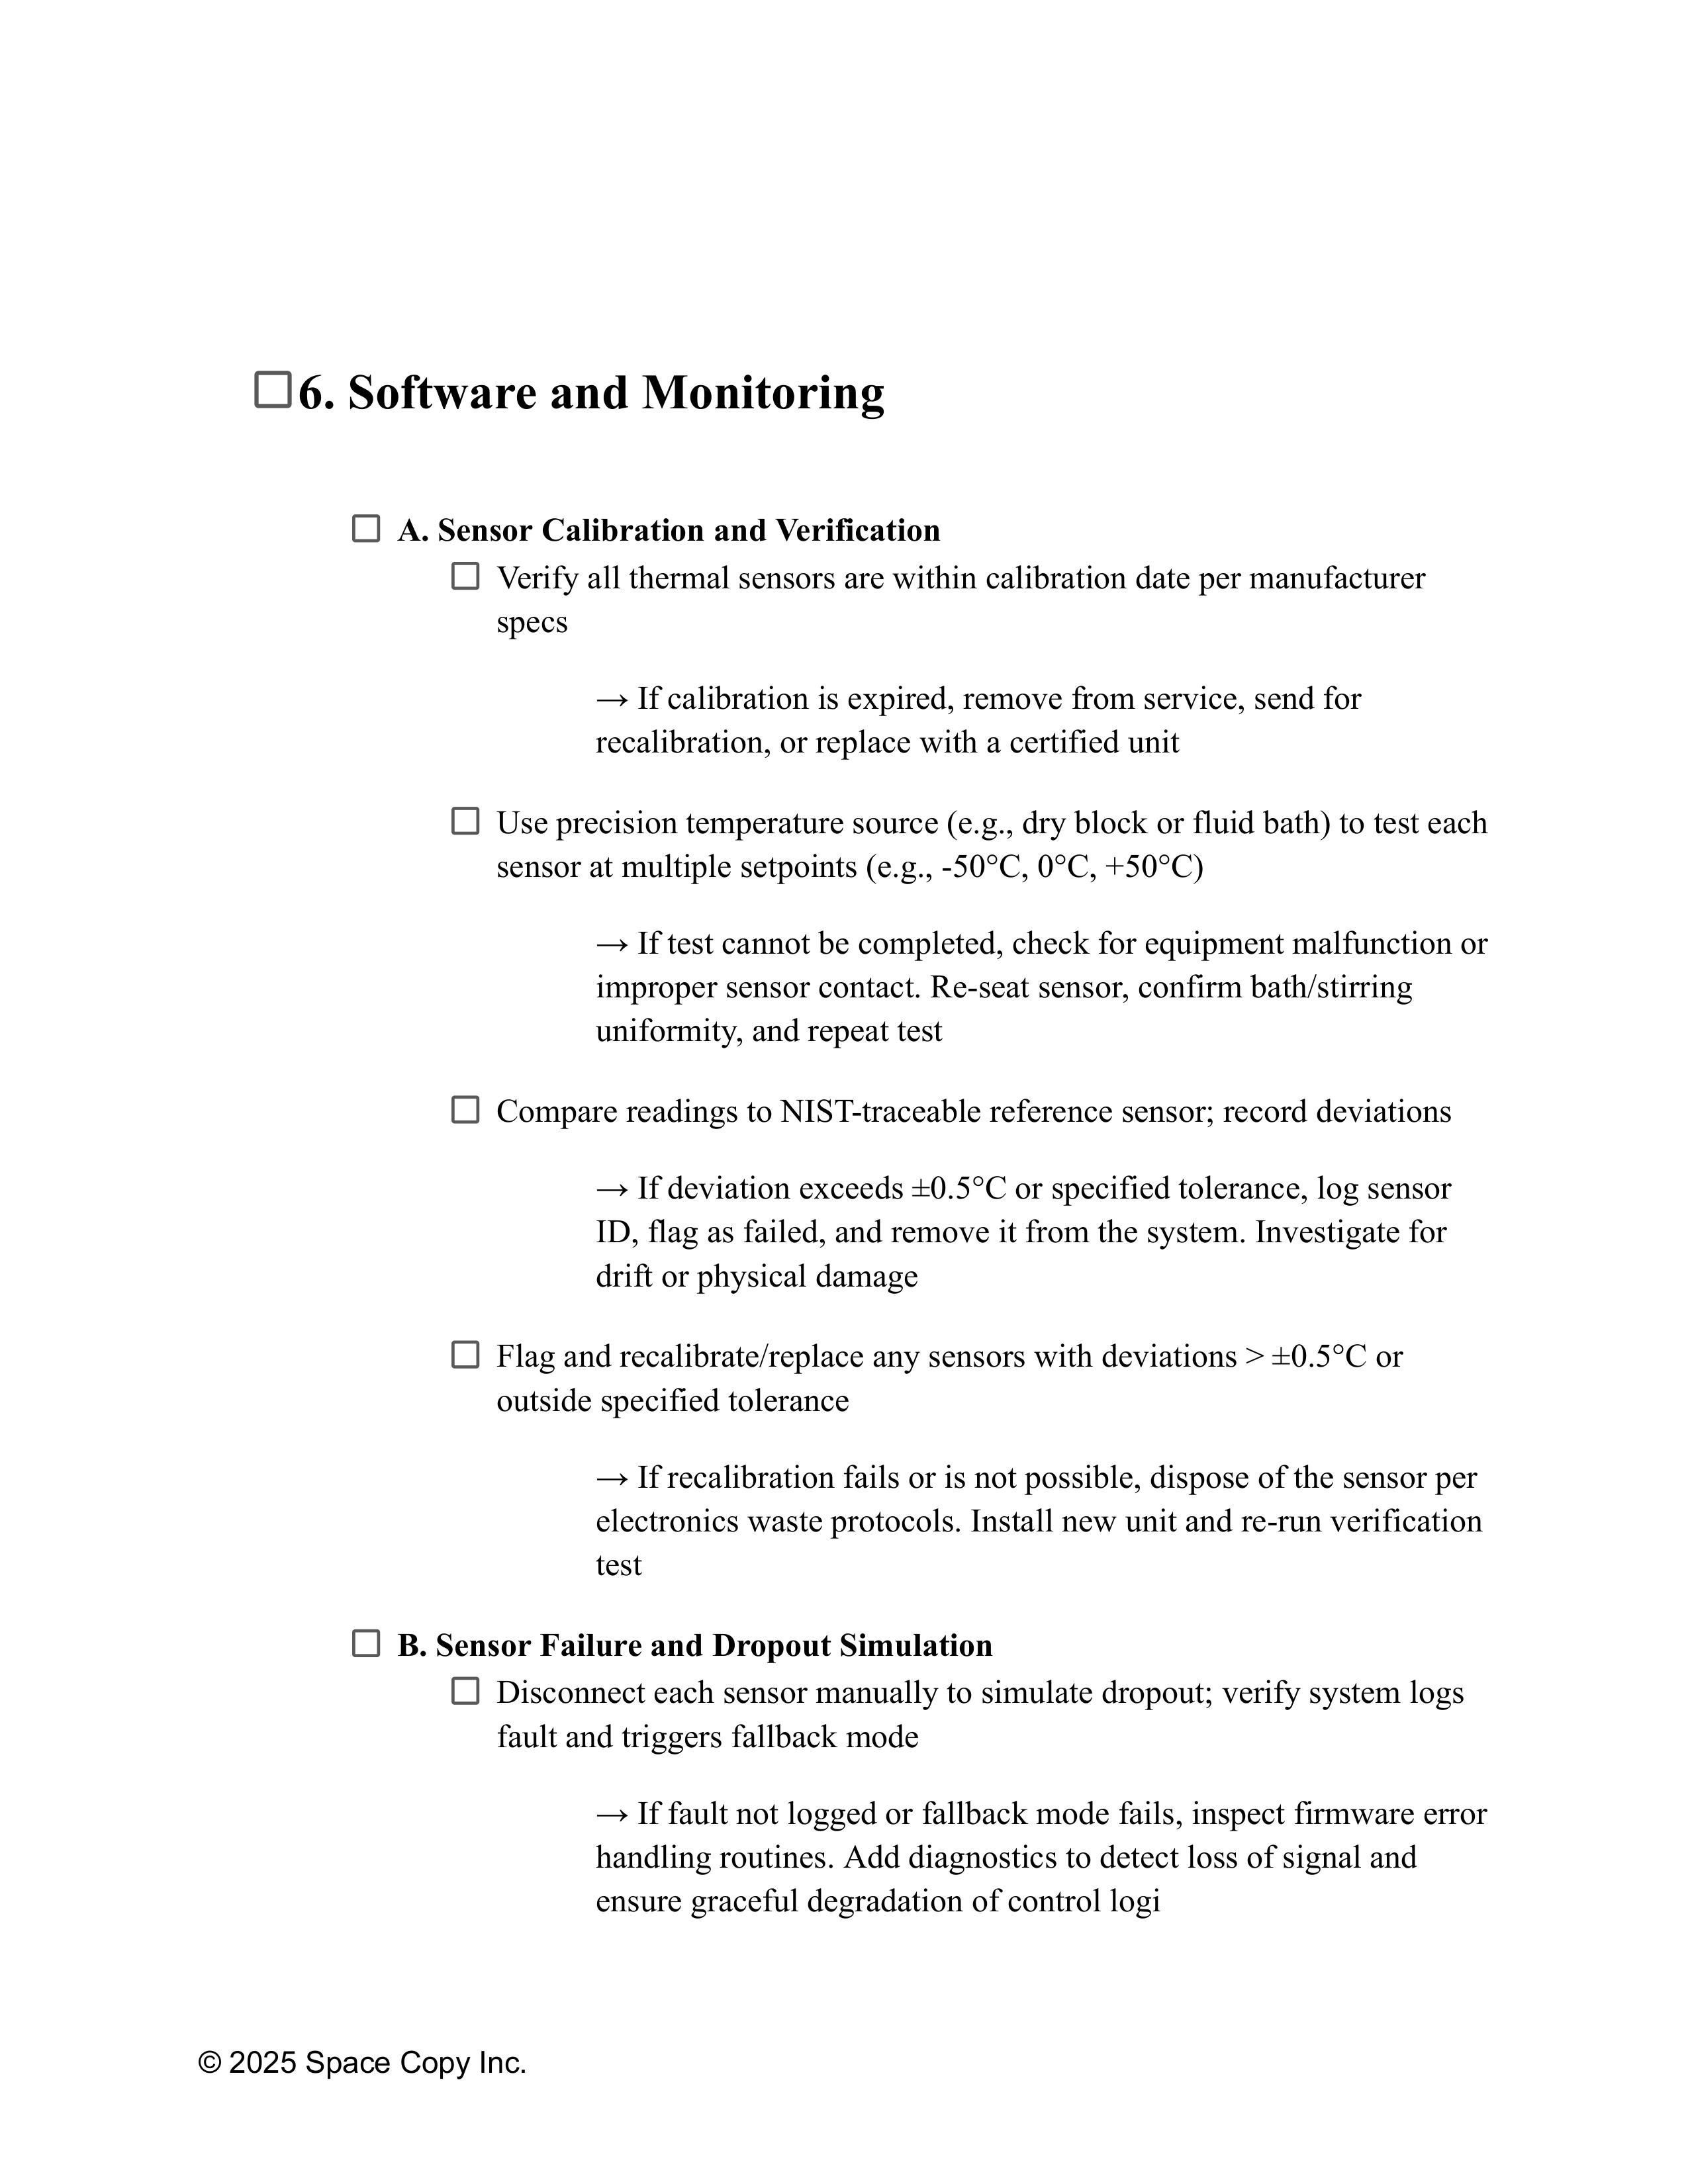 6. Software and Monitoring
A. Sensor Calibration and Verification
Verify all thermal sensors are within calibration date per manufacturer
specs
→ If calibration is expired, remove from service, send for
recalibration, or replace with a certified unit
Use precision temperature source (e.g., dry block or fluid bath) to test each
sensor at multiple setpoints (e.g., -50°C, 0°C, +50°C)
→ If test cannot be completed, check for equipment malfunction or
improper sensor contact. Re-seat sensor, confirm bath/stirring
uniformity, and repeat test
Compare readings to NIST-traceable reference sensor; record deviations
→ If deviation exceeds ±0.5°C or specified tolerance, log sensor
ID, flag as failed, and remove it from the system. Investigate for
drift or physical damage
Flag and recalibrate/replace any sensors with deviations > ±0.5°C or
outside specified tolerance
→ If recalibration fails or is not possible, dispose of the sensor per
electronics waste protocols. Install new unit and re-run verification
test
B. Sensor Failure and Dropout Simulation
Disconnect each sensor manually to simulate dropout; verify system logs
fault and triggers fallback mode
→ If fault not logged or fallback mode fails, inspect firmware error
handling routines. Add diagnostics to detect loss of signal and
ensure graceful degradation of control logi
© 2025 Space Copy Inc.